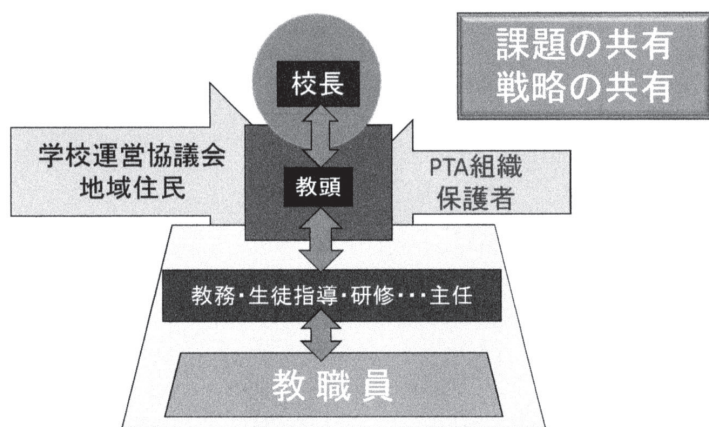 課題の共有
戦略の共有
校長
学校運営協議会
地域住民
教頭
PTA組織
保護者
教務・生徒指導・研修・・・主任
教職員